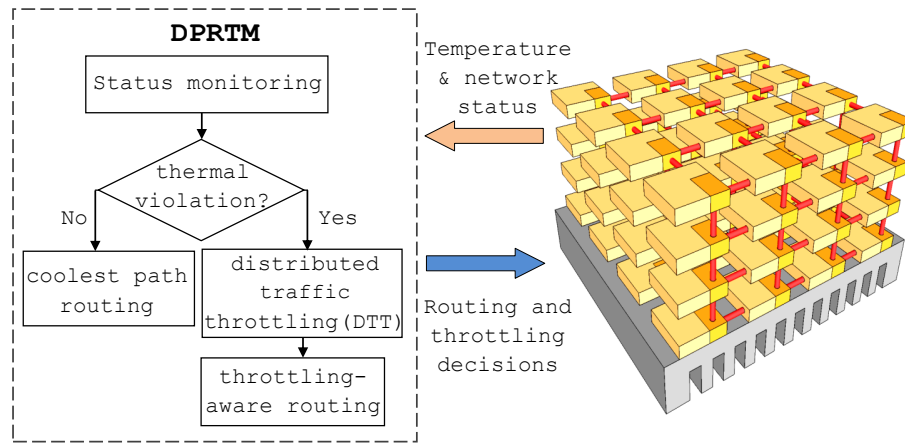 DPRTM
Status monitoring
thermal
violation?
No
Yes
coolest path
routing
distributed
traffic
throttling(DTT)
throttling-
aware routing
Temperature
& network
status
Routing and
throttling
decisions